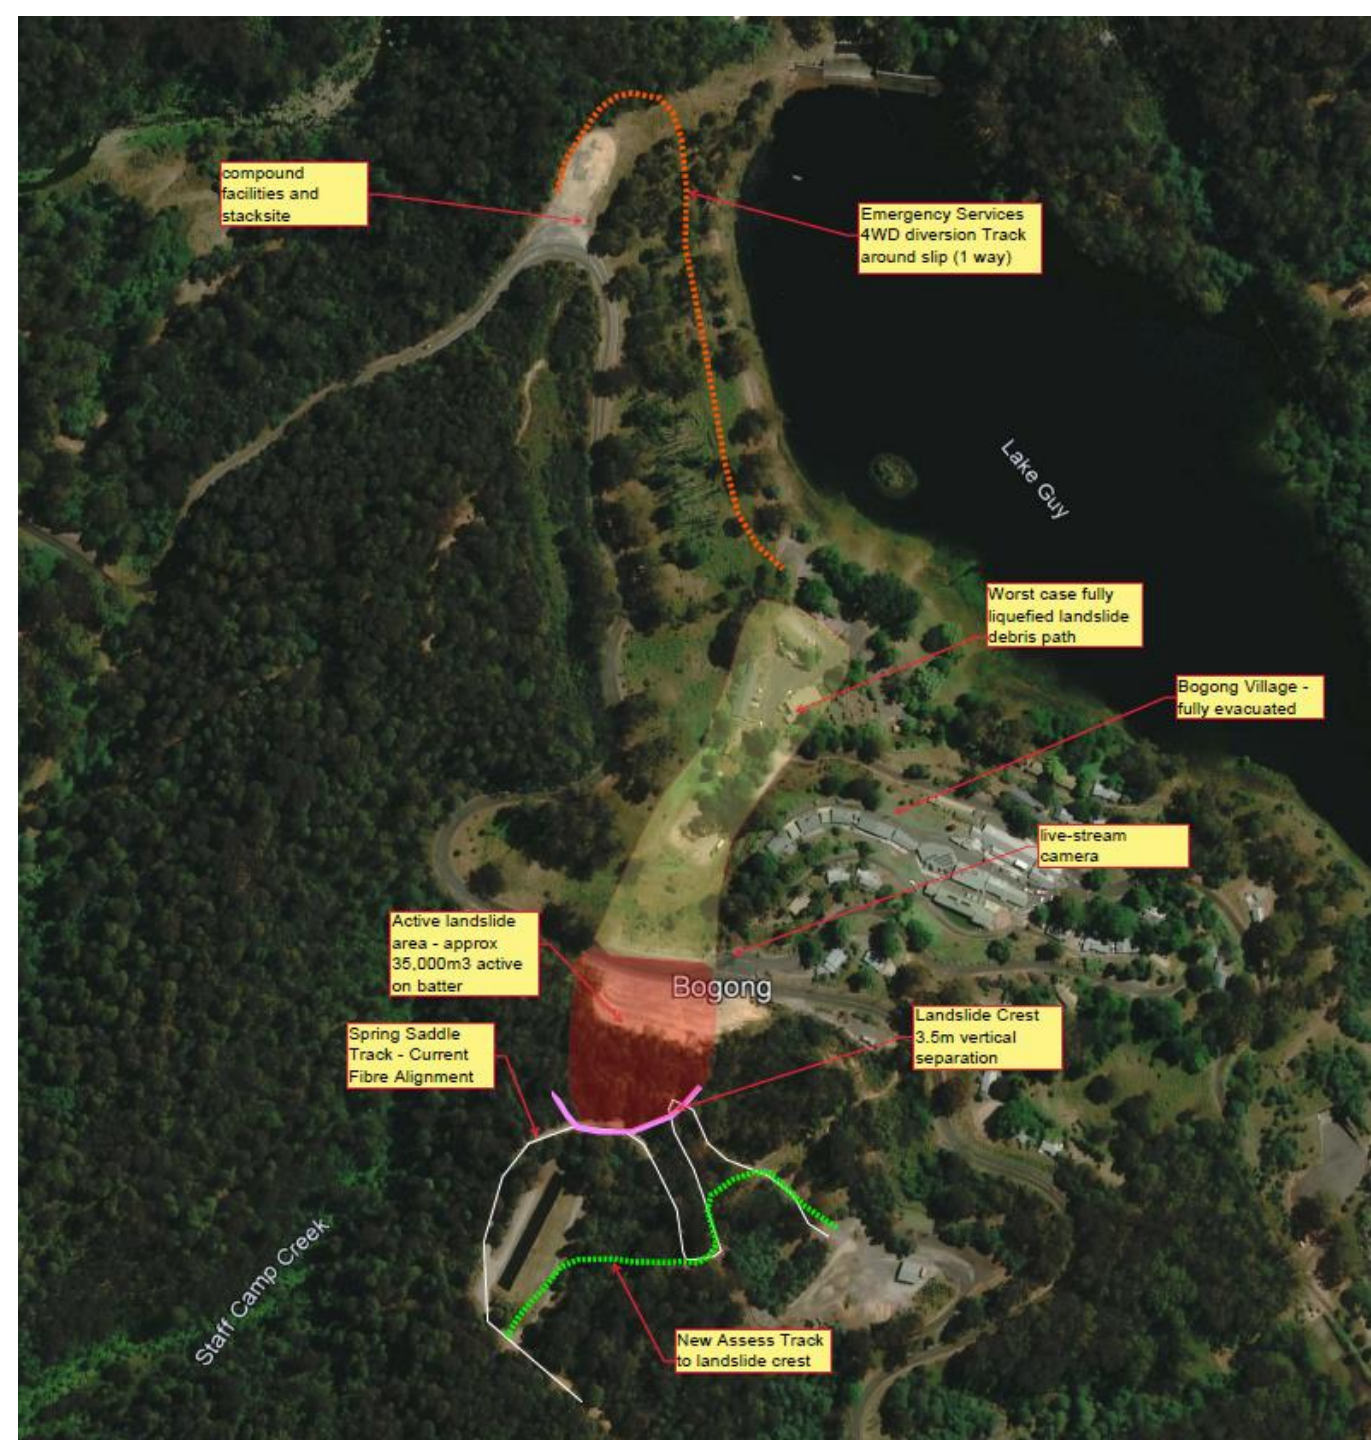 compound
facilities and
stacksite
Emergency Services
4WD diversion Track
around slip (1 way)
Lake Guy
Worst case fully
liquefied landslide
debris path
Bogong Village -
fully evacuated
live-stream
camera
Active landslide
area - approx
35,000m3 active
on batter
Bogong
Landslide Crest
3.5m vertical
separation
Spring Saddle
Track - Current
Fibre Alignment
Staff Camp Creek
New Assess Track
to landslide crest